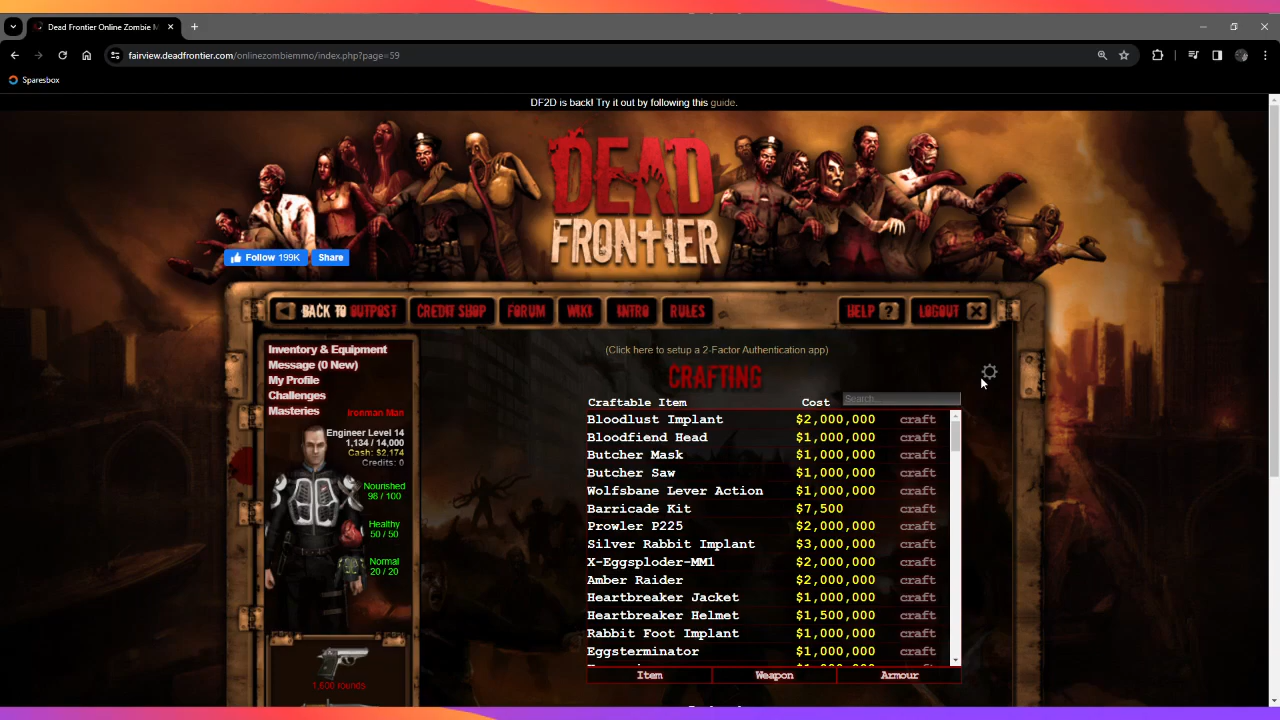 Dead Frontier Online Zombie M
fairview.deadfrontier.com/onlinezombiemmo/index.php?page=59
Sparesbox
DF2D is back! Try it out by following this guide.
DEAD
FRONTIER
Follow 199K
Share
BACK TO OUTPOST
CREDIT SHOP
FORUM
WIKI
INTRO
RULES
HELP ?
LOGOUT X
Inventory & Equipment
Message (0 New)
My Profile
Challenges
Masteries
Ironman Man
Engineer Level 14
1,134 / 14,000
Cash: $2,174
Credits: 0
Nourished
98 / 100
Healthy
50 / 50
Normal
20 / 20
1,600 rounds
(Click here to setup a 2-Factor Authentication app)
CRAFTING
Craftable Item Cost Search...
Bloodlust Implant $2,000,000 craft
Bloodfiend Head $1,000,000 craft
Butcher Mask $1,000,000 craft
Butcher Saw $1,000,000 craft
Wolfsbane Lever Action $1,000,000 craft
Barricade Kit $7,500 craft
Prowler P225 $2,000,000 craft
Silver Rabbit Implant $3,000,000 craft
X-Eggsploder-MM1 $2,000,000 craft
Amber Raider $2,000,000 craft
Heartbreaker Jacket $1,000,000 craft
Heartbreaker Helmet $1,500,000 craft
Rabbit Foot Implant $1,000,000 craft
Eggsterminator $1,000,000 craft
Item Weapon Armour